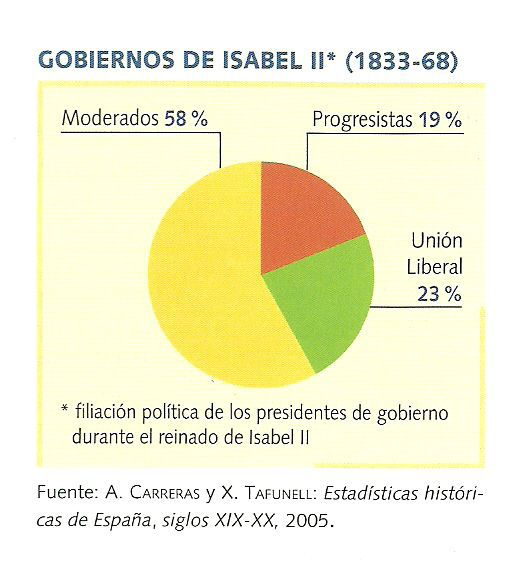 GOBIERNOS DE ISABEL II* (1833-68)
Moderados 58 %
Progresistas 19 %
Unión
Liberal
23 %
* filiación política de los presidentes de gobierno
durante el reinado de Isabel II
Fuente: A. CARRERAS y X. TAFUNELL: Estadísticas históri-
cas de España, siglos XIX-XX, 2005.